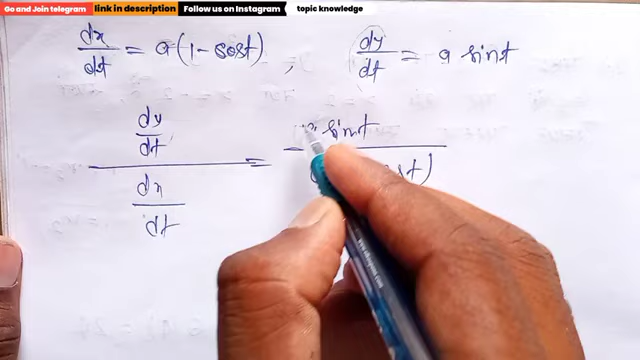 Go and Join telegram link in description Follow us on Instagram topic knowledge
dx/dt = a(1 - cost) , dy/dt = a sint
dy/dt / dx/dt = a sint / ost)